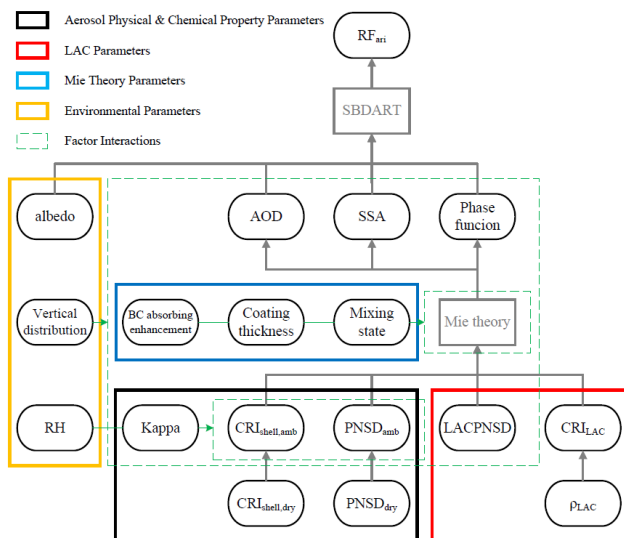 Aerosol Physical & Chemical Property Parameters
LAC Parameters
Mie Theory Parameters
Environmental Parameters
Factor Interactions
RFari
SBDART
albedo
AOD
SSA
Phase
funcion
Vertical
distribution
BC absorbing
enhancement
Coating
thickness
Mixing
state
Mie theory
RH
Kappa
CRIshell,amb
PNSDamb
LACPNSD
CRILAC
CRIshell,dry
PNSDdry
ρLAC